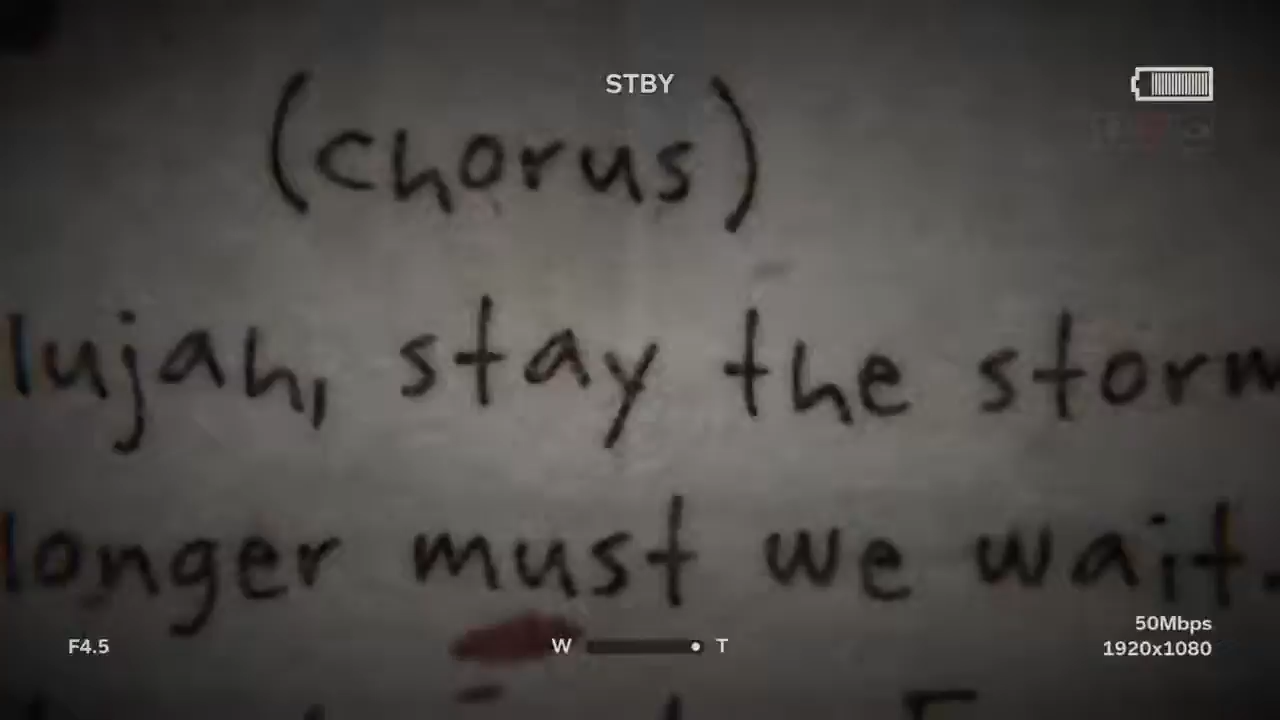 STBY
(chorus)
lujah, stay the storm
longer must we wait.
F4.5
W T
50Mbps
1920x1080